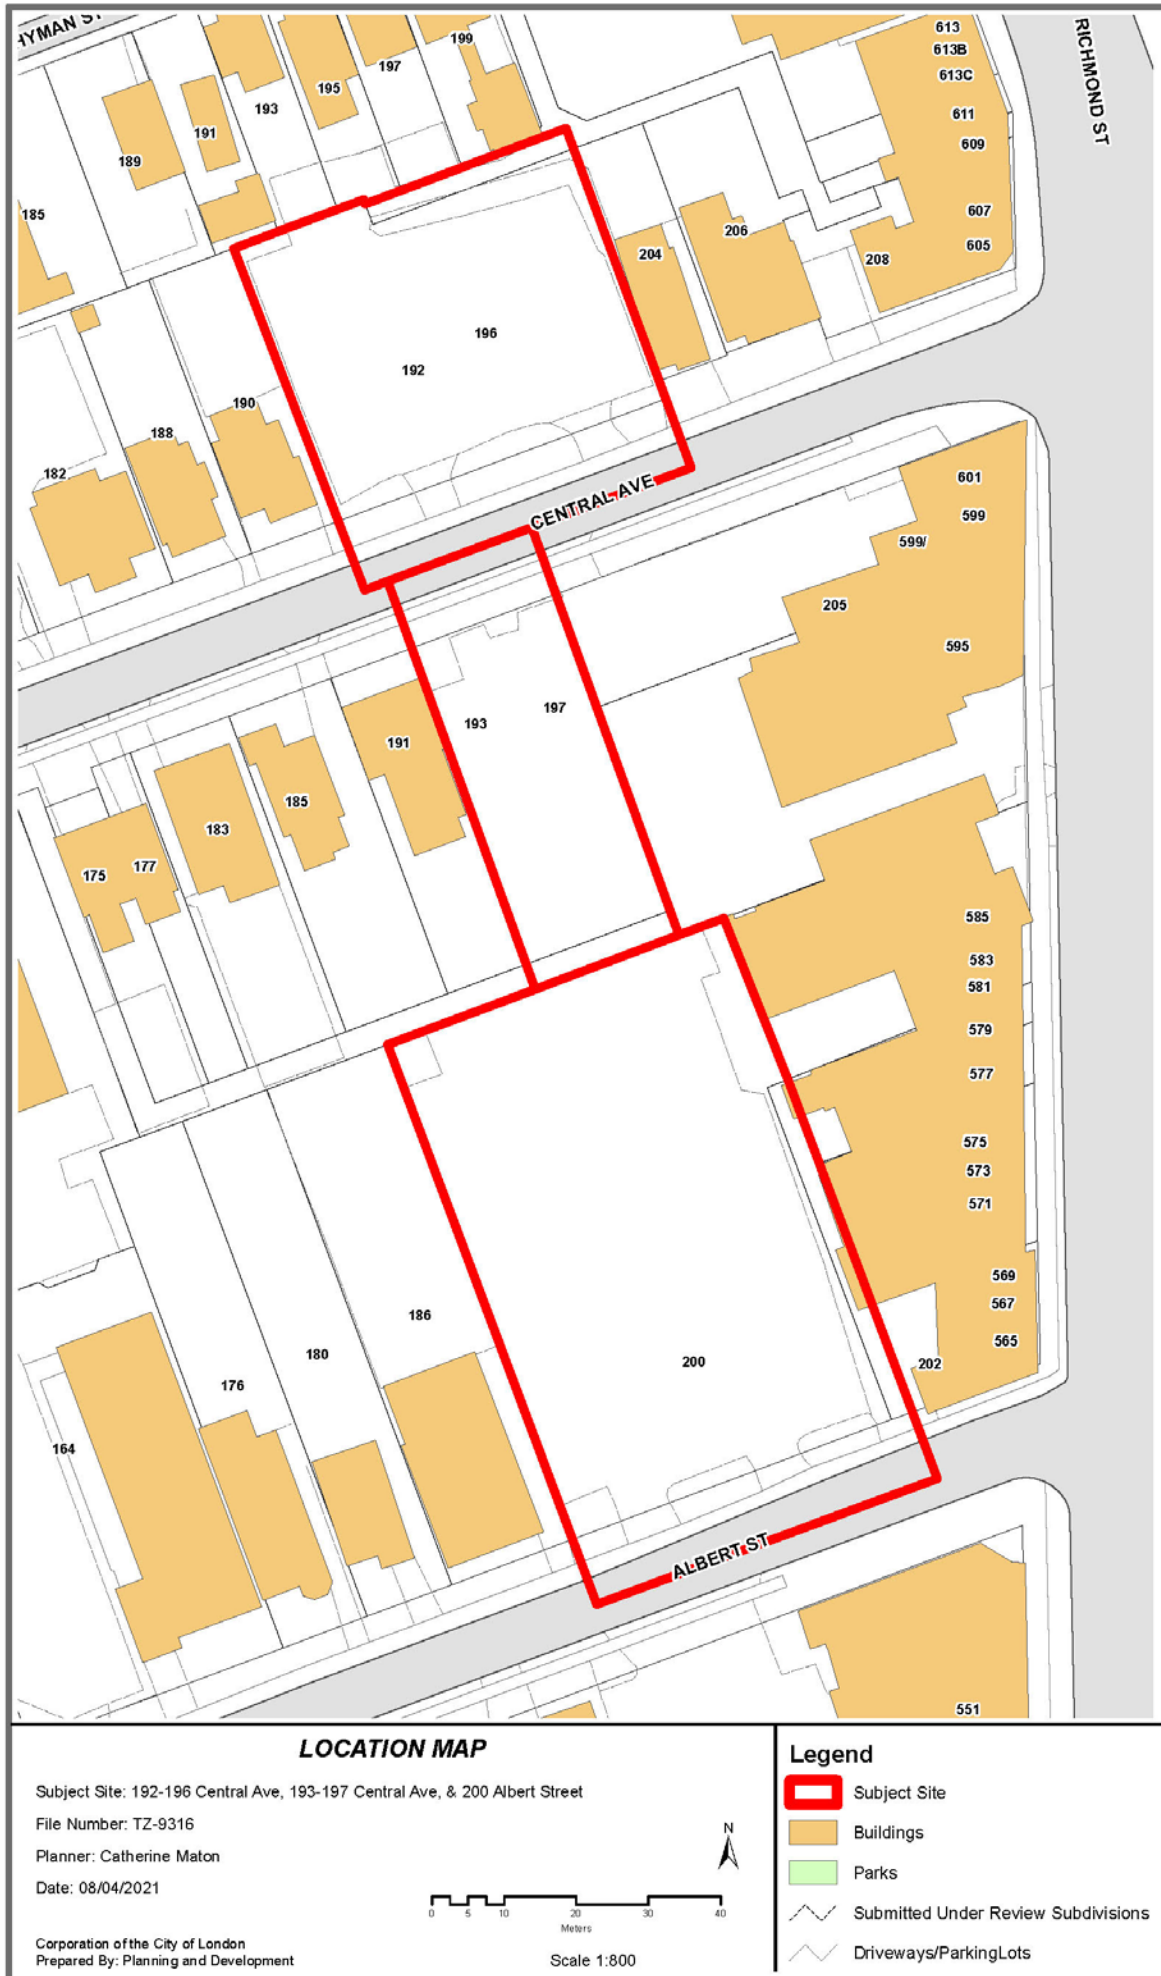 HYMAN ST
RICHMOND ST
613
613B
613C
611
609
607
605
199
197
195
193
191
189
185
204
206
208
196
192
190
188
182
CENTRAL AVE
601
599
599/
205
595
197
193
191
185
183
177
175
585
583
581
579
577
575
573
571
569
567
565
202
200
186
180
176
164
ALBERT ST
551
LOCATION MAP
Subject Site: 192-196 Central Ave, 193-197 Central Ave, & 200 Albert Street
File Number: TZ-9316
Planner: Catherine Maton
Date: 08/04/2021
Corporation of the City of London
Prepared By: Planning and Development
N
0 5 10 20 30 40
Meters
Scale 1:800
Legend
Subject Site
Buildings
Parks
Submitted Under Review Subdivisions
Driveways/ParkingLots